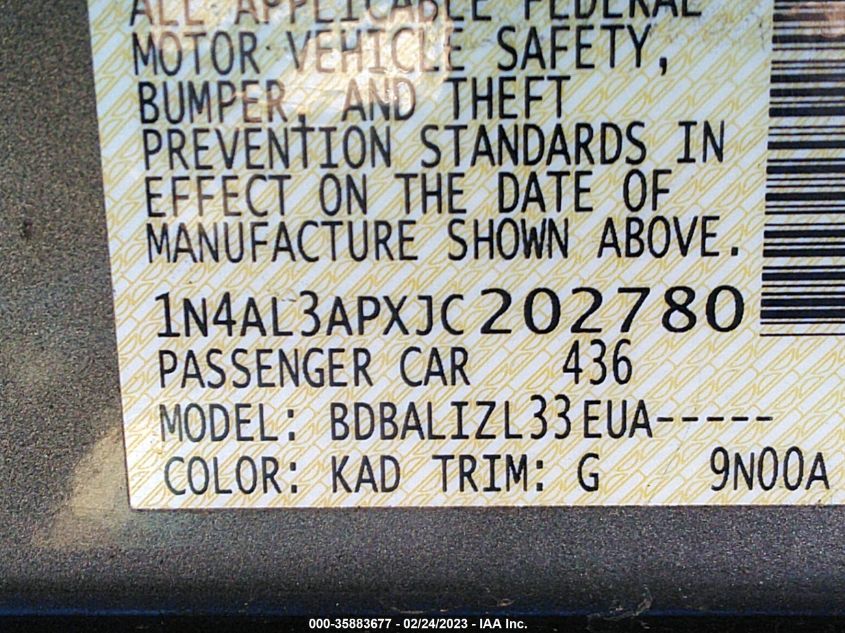 ALL APPLICABLE FEDERAL
MOTOR VEHICLE SAFETY,
BUMPER, AND THEFT
PREVENTION STANDARDS IN
EFFECT ON THE DATE OF
MANUFACTURE SHOWN ABOVE.
1N4AL3APXJC202780
PASSENGER CAR 436
MODEL: BDBALIZL33EUA-----
COLOR: KAD TRIM: G 9N00A
000-35883677 - 02/24/2023 - IAA Inc.